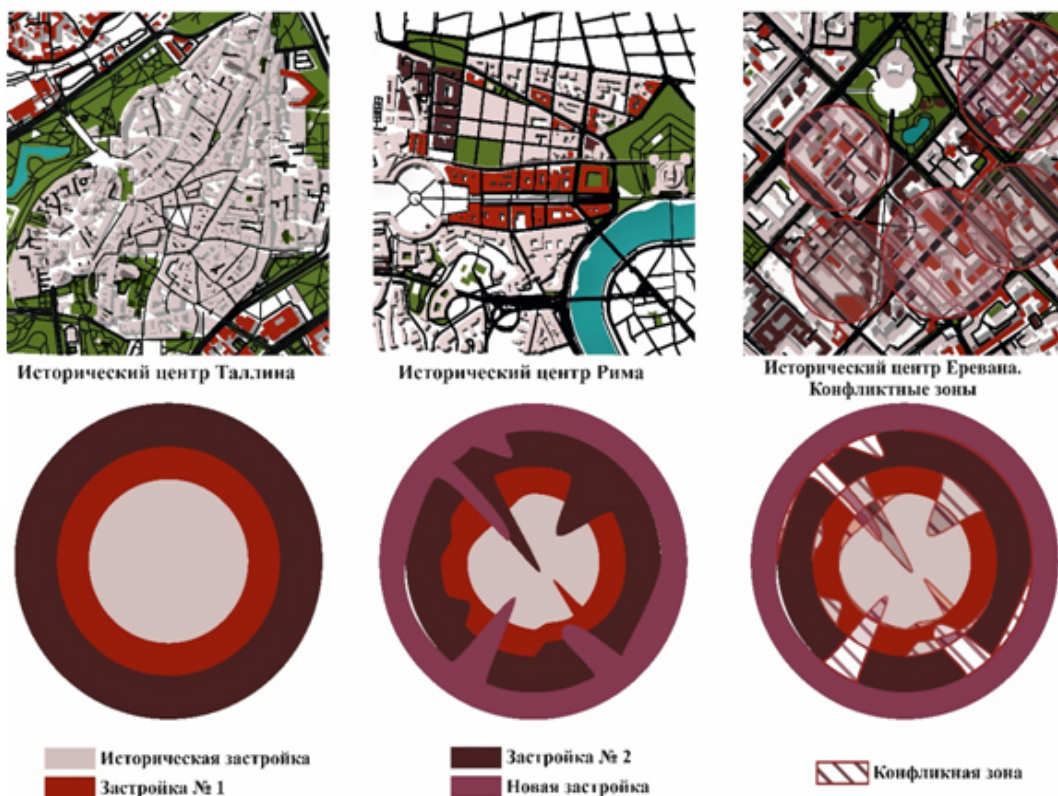 Исторический центр Таллина
Исторический центр Рима
Исторический центр Еревана.
Конфликтные зоны
Историческая застройка
Застройка № 1
Застройка № 2
Новая застройка
Конфликная зона